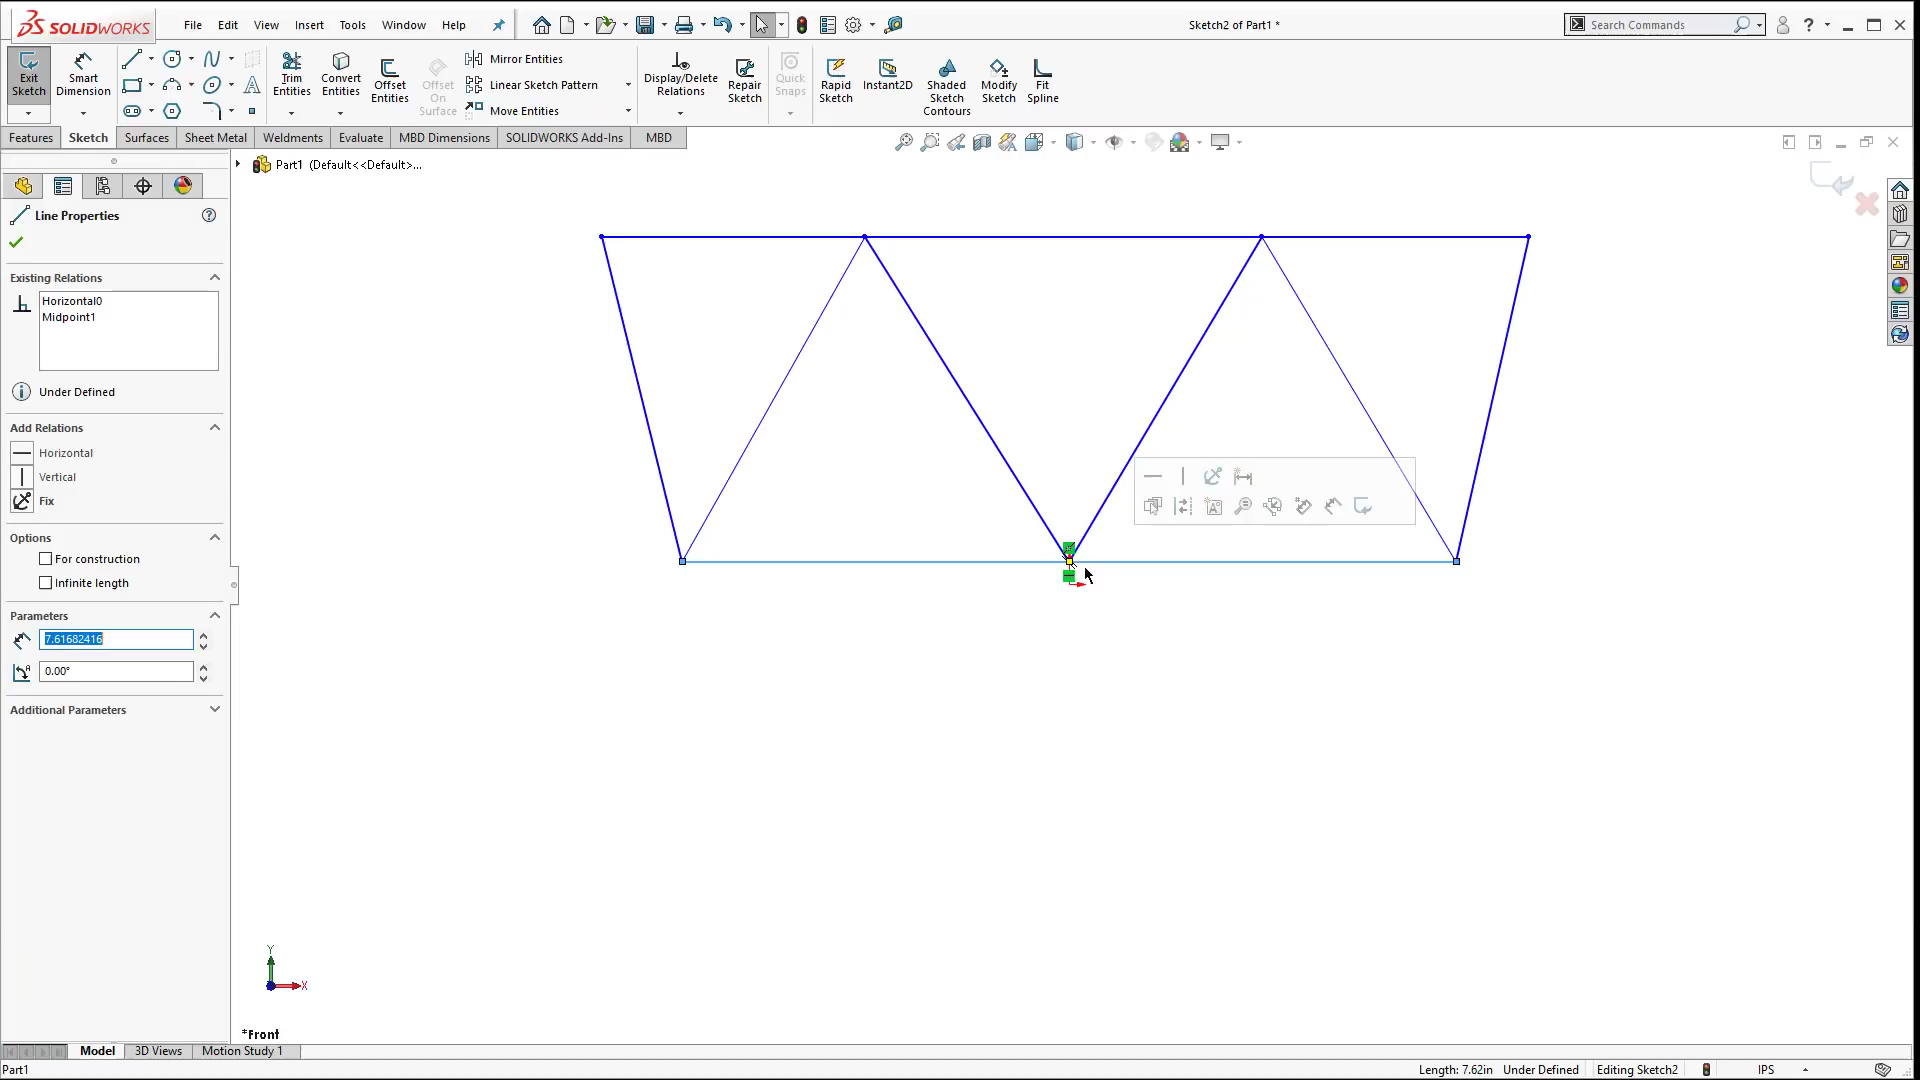 SOLIDWORKS
File Edit View Insert Tools Window Help
Sketch2 of Part1 *
Search Commands
Exit Sketch
Smart Dimension
Trim Entities
Convert Entities
Offset Entities
Offset On Surface
Mirror Entities
Linear Sketch Pattern
Move Entities
Display/Delete Relations
Repair Sketch
Quick Snaps
Rapid Sketch
Instant2D
Shaded Sketch Contours
Modify Sketch
Fit Spline
Features Sketch Surfaces Sheet Metal Weldments Evaluate MBD Dimensions SOLIDWORKS Add-Ins MBD
Part1 (Default<<Default>...
Line Properties
Existing Relations
Horizontal0
Midpoint1
Under Defined
Add Relations
Horizontal
Vertical
Fix
Options
For construction
Infinite length
Parameters
7.61682416
0.00°
Additional Parameters
Y
X
*Front
Model 3D Views Motion Study 1
Part1
Length: 7.62in Under Defined Editing Sketch2 IPS